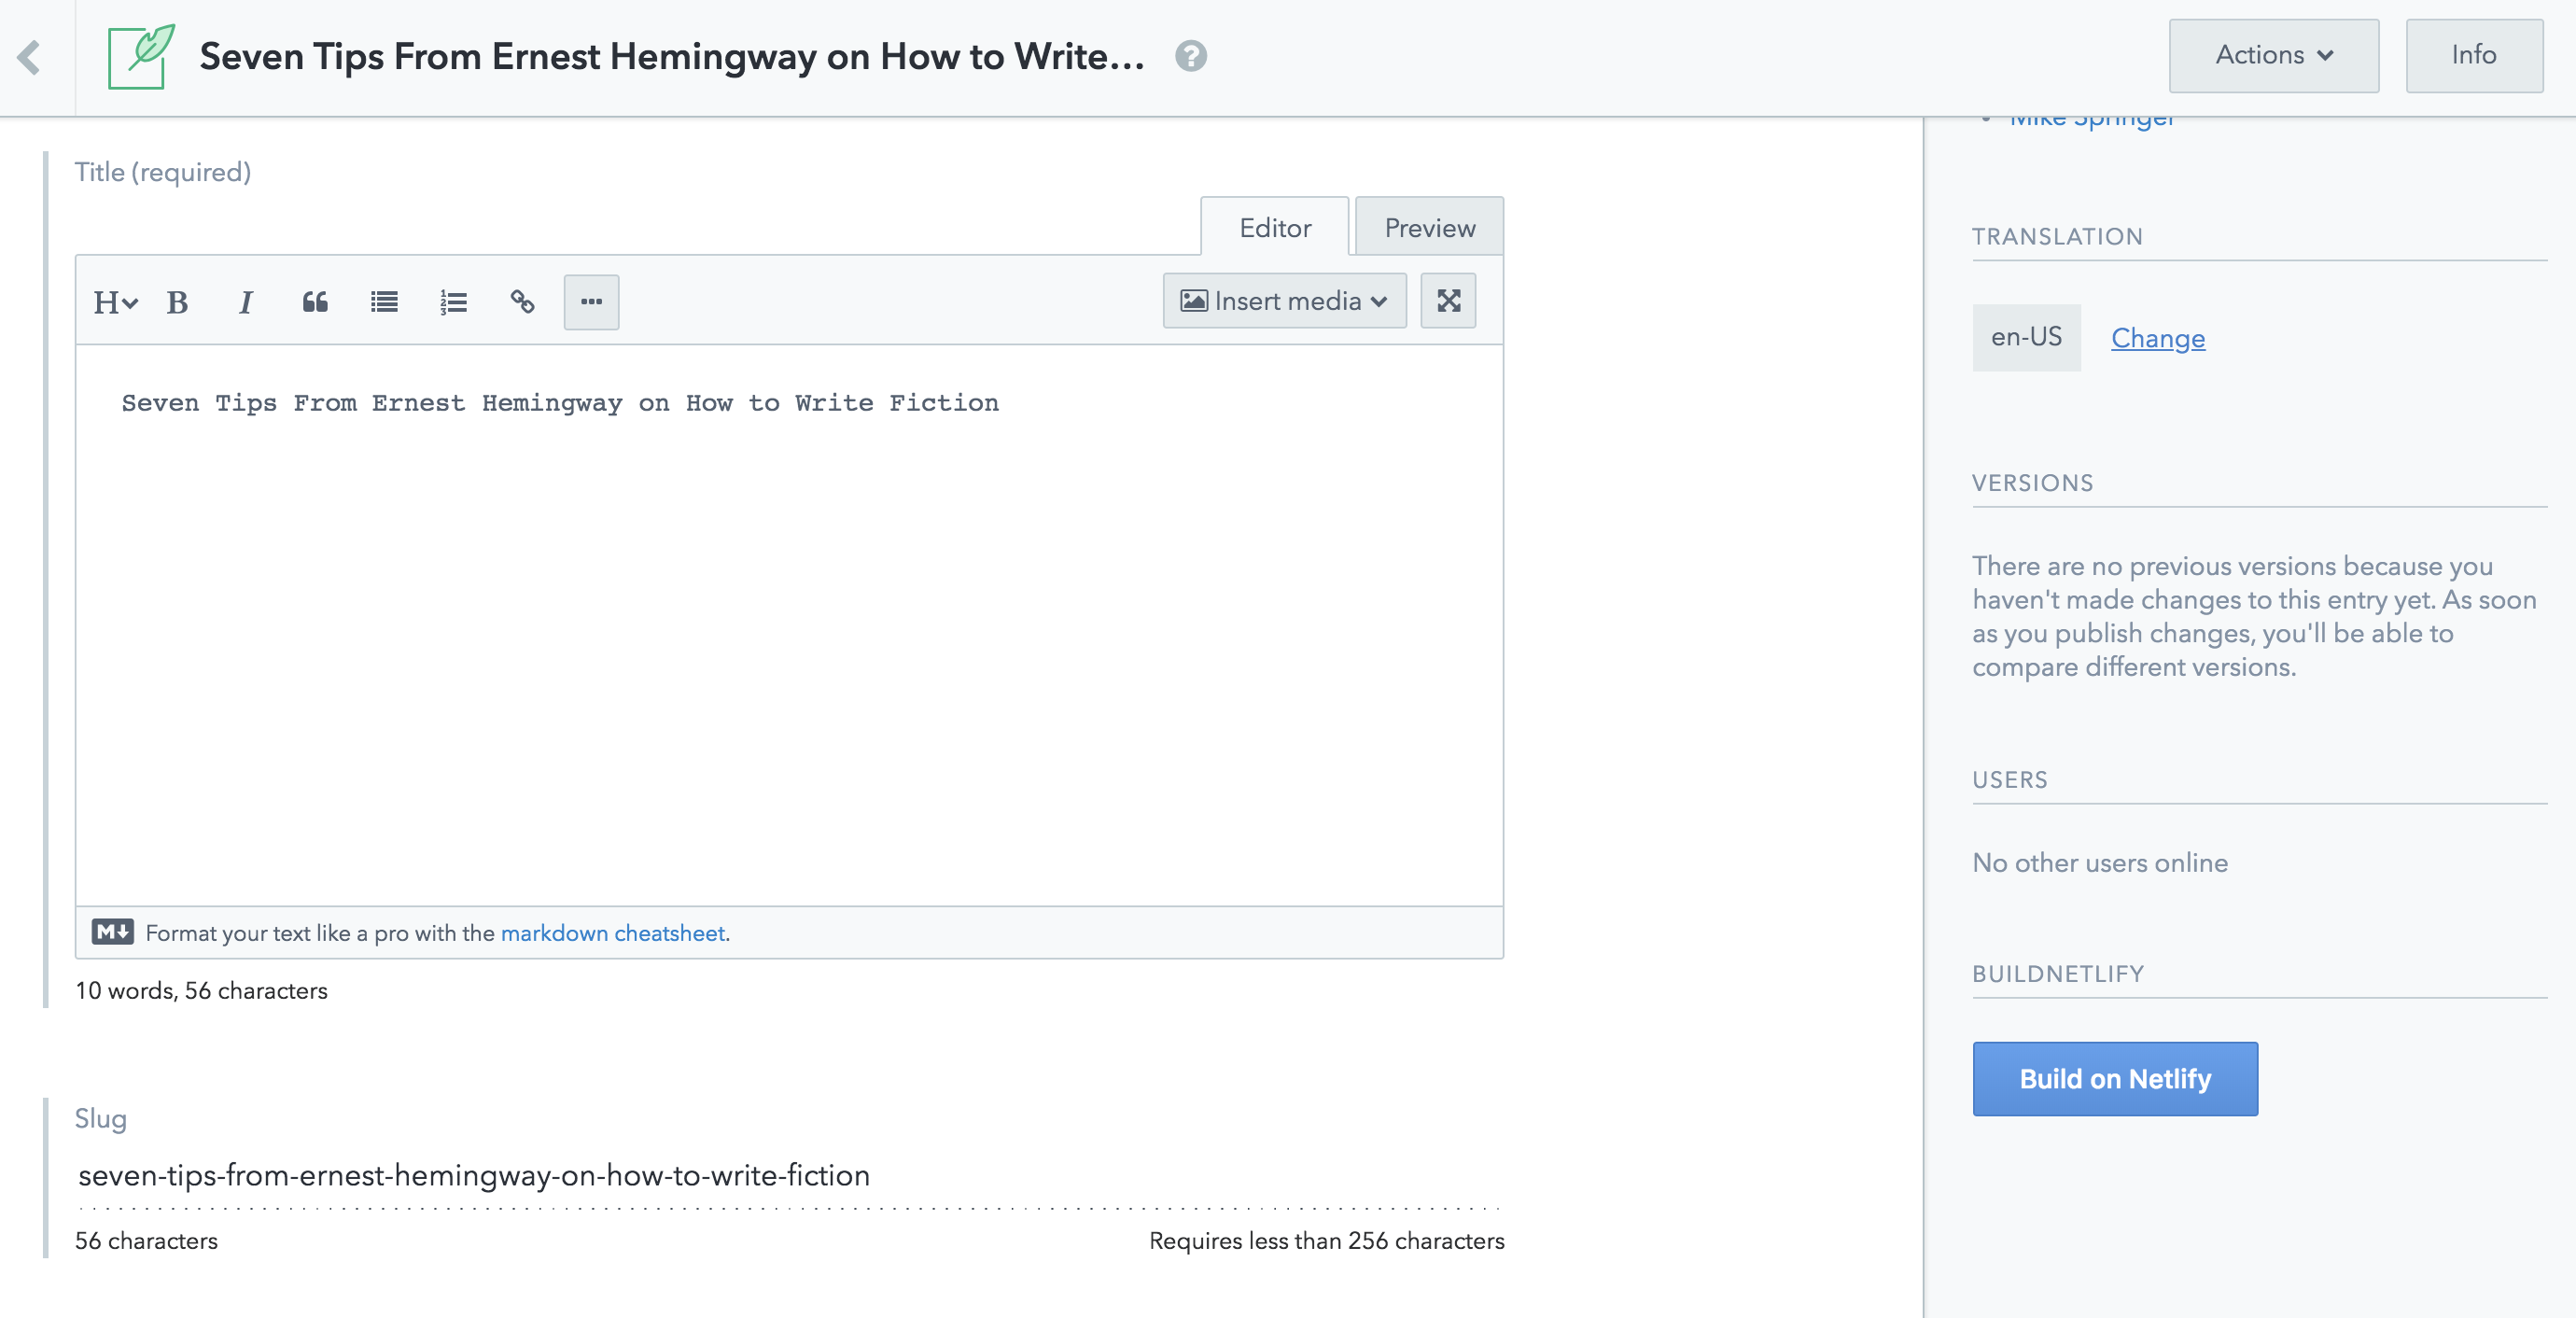 Seven Tips From Ernest Hemingway on How to Write...
?
Actions
Info
Title (required)
Editor
Preview
H
B
I
Insert media
Seven Tips From Ernest Hemingway on How to Write Fiction
M Format your text like a pro with the markdown cheatsheet.
10 words, 56 characters
Slug
seven-tips-from-ernest-hemingway-on-how-to-write-fiction
56 characters
Requires less than 256 characters
Mike Springer
TRANSLATION
en-US
Change
VERSIONS
There are no previous versions because you
haven't made changes to this entry yet. As soon
as you publish changes, you'll be able to
compare different versions.
USERS
No other users online
BUILDNETLIFY
Build on Netlify